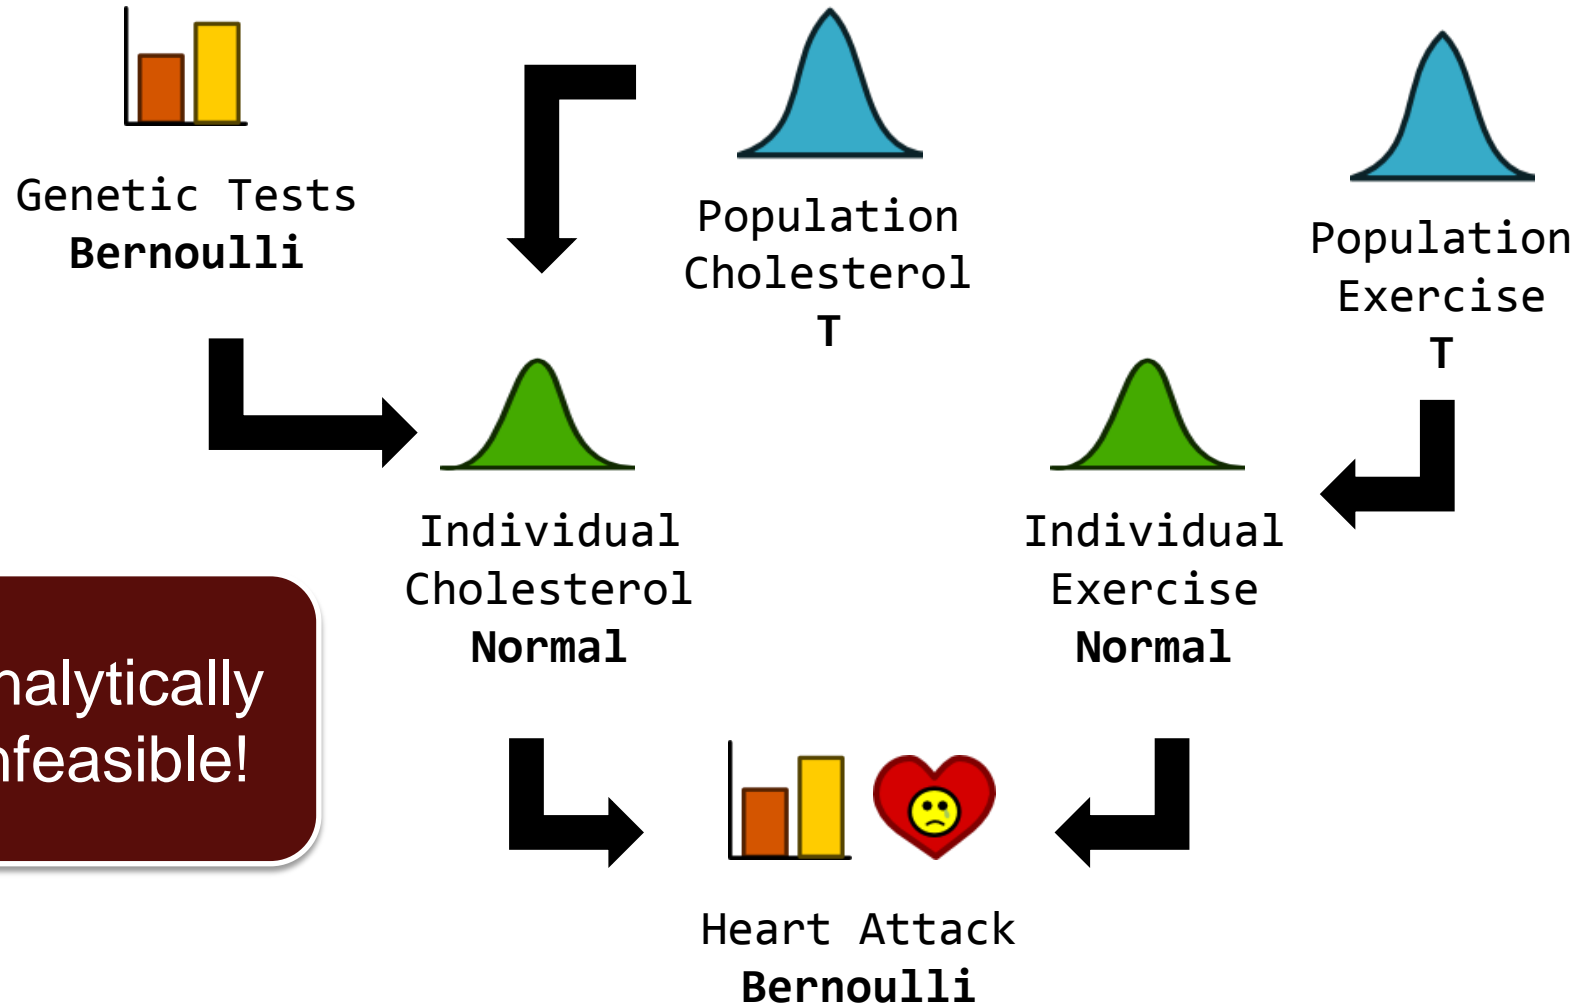 Genetic Tests
Bernoulli
Population
Cholesterol
T
Population
Exercise
T
Individual
Cholesterol
Normal
Individual
Exercise
Normal
nalytically
nfeasible!
Heart Attack
Bernoulli